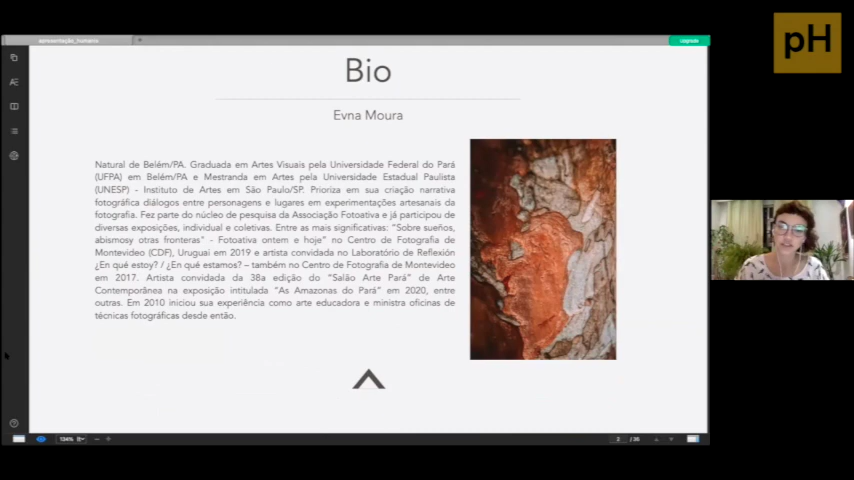 pH
apresentação_humans
Upgrade
Bio
Evna Moura
Natural de Belém/PA. Graduada em Artes Visuais pela Universidade Federal do Pará
(UFPA) em Belém/PA e Mestranda em Artes pela Universidade Estadual Paulista
(UNESP) - Instituto de Artes em São Paulo/SP. Prioriza em sua criação narrativa
fotográfica diálogos entre personagens e lugares em experimentações artesanais da
fotografia. Fez parte do núcleo de pesquisa da Associação Fotoativa e já participou de
diversas exposições, individual e coletivas. Entre as mais significativas: "Sobre sueños,
abismosy otras fronteras" - Fotoativa ontem e hoje" no Centro de Fotografia de
Montevideo (CDF), Uruguai em 2019 e artista convidada no Laboratório de Reflexión
¿En qué estoy? / ¿En qué estamos? – também no Centro de Fotografia de Montevideo
em 2017. Artista convidada da 38a edição do "Salão Arte Pará" de Arte
Contemporânea na exposição intitulada "As Amazonas do Pará" em 2020, entre
outras. Em 2010 iniciou sua experiência como arte educadora e ministra oficinas de
técnicas fotográficas desde então.
134%
2 / 36